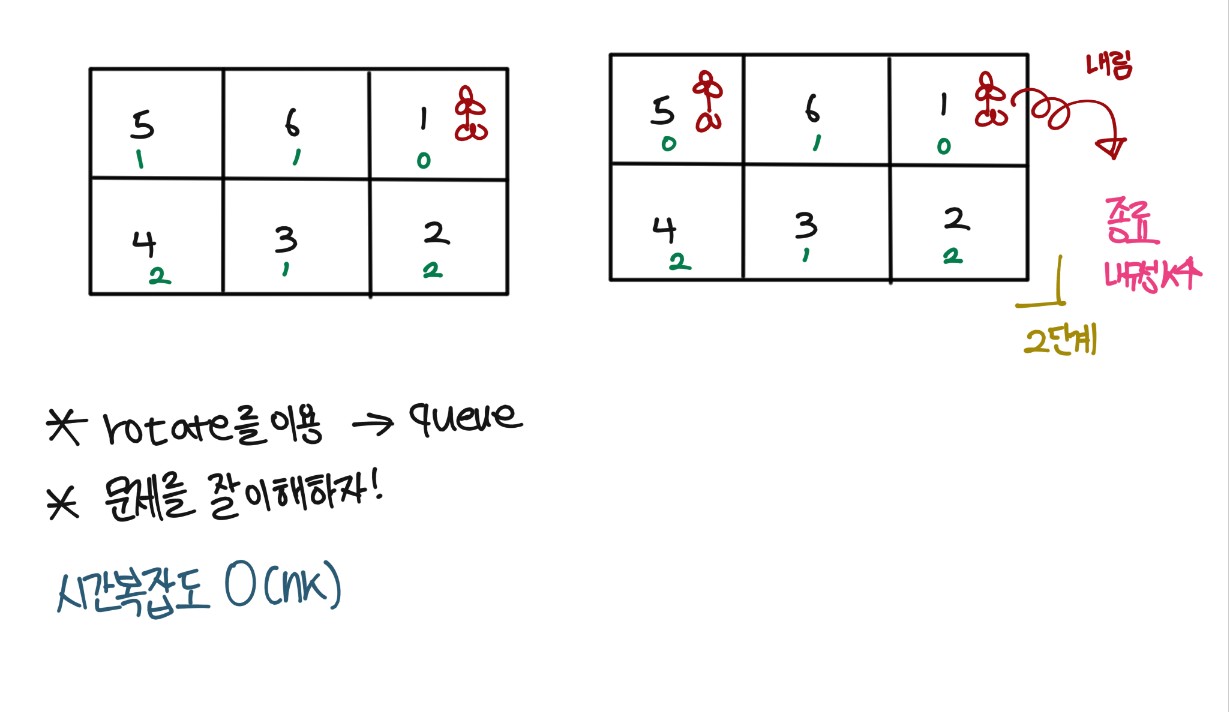 5 6 1
1 1 0
4 3 2
2 1 2
5 6 1
0 1 0
4 3 2
2 1 2
내림
종료
내구성 k수
2단계
* rotate를 이용 → queue
* 문제를 잘 이해하자!
시간복잡도 O(nk)